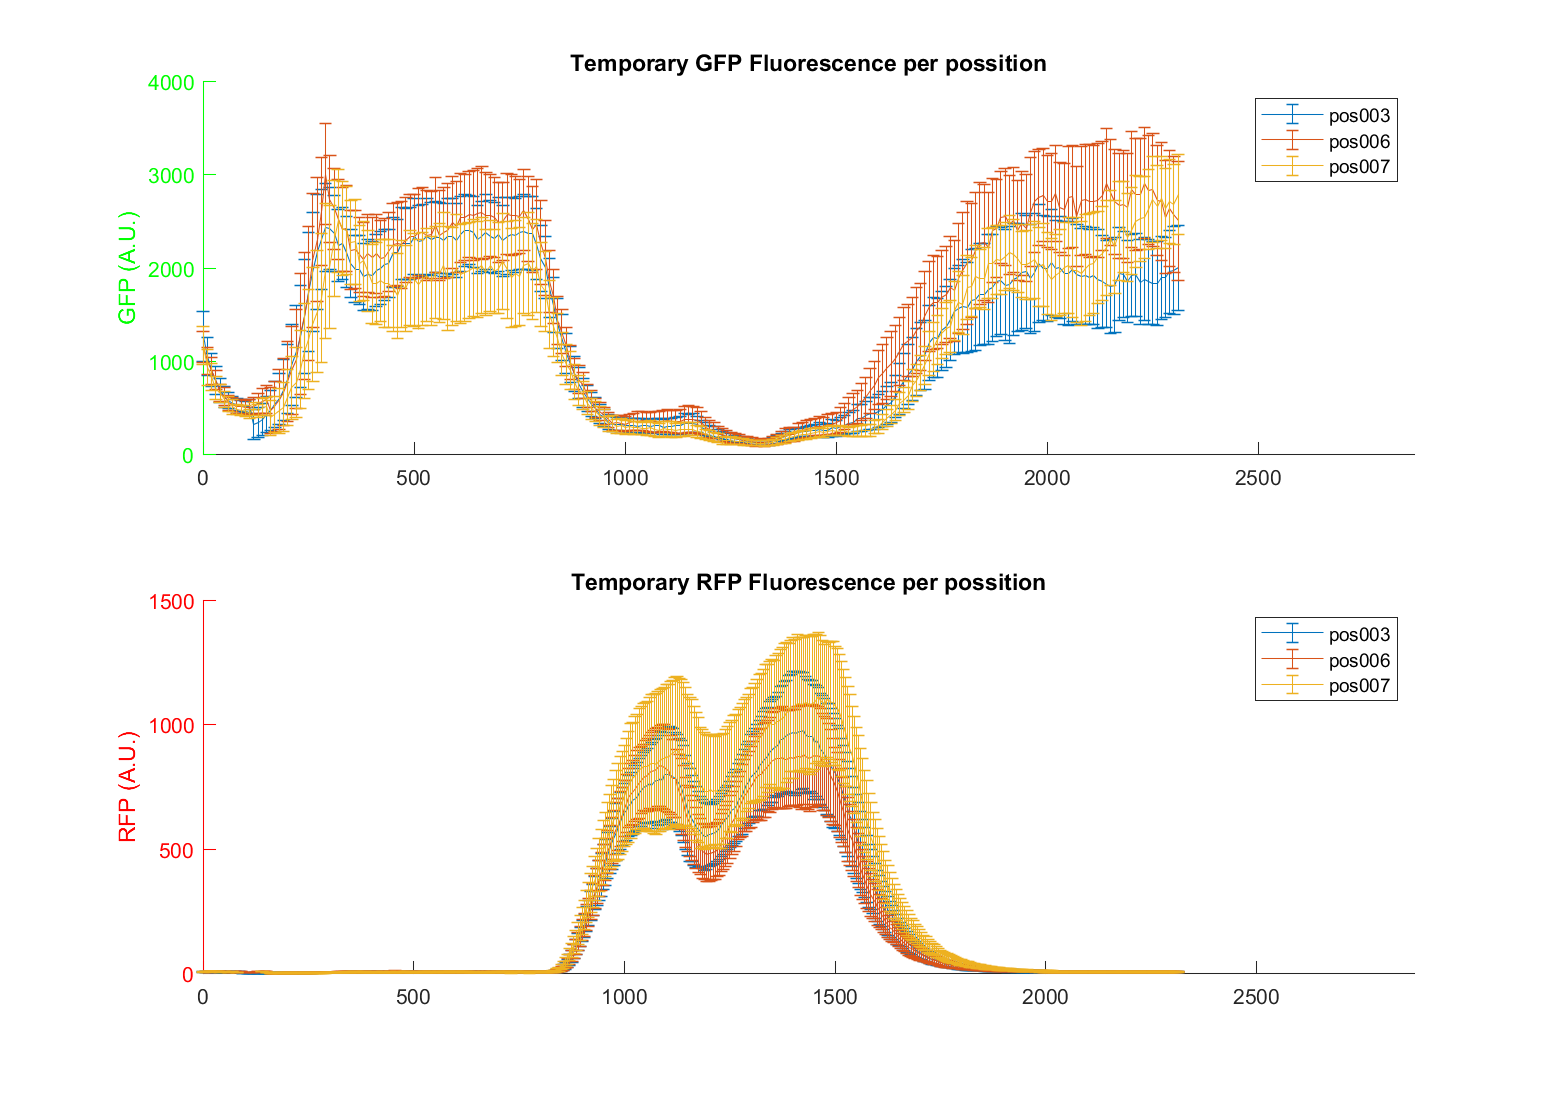 Temporary GFP Fluorescence per possition
GFP (A.U.)
4000
3000
2000
1000
0
0 500 1000 1500 2000 2500
pos003
pos006
pos007
Temporary RFP Fluorescence per possition
RFP (A.U.)
1500
1000
500
0
0 500 1000 1500 2000 2500
pos003
pos006
pos007